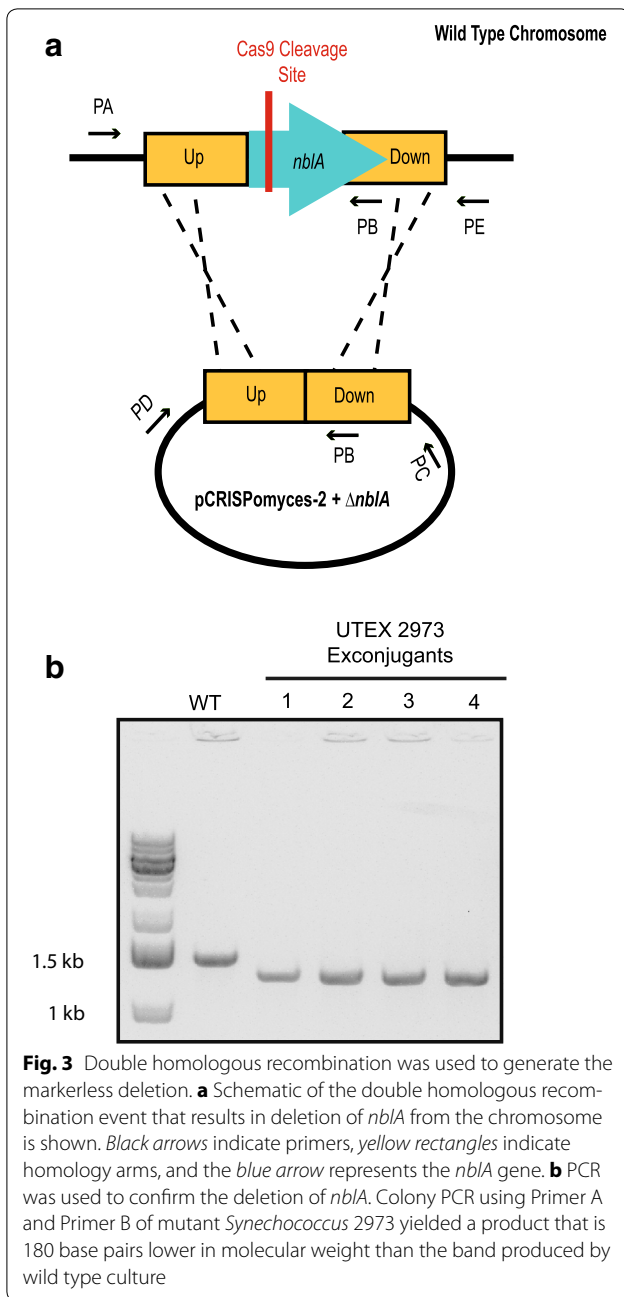 a
Wild Type Chromosome
Cas9 Cleavage
Site
PA
Up
nblA
Down
PB
PE
Up
Down
PD
PB
PC
pCRISPomyces-2 + ΔnblA
b
UTEX 2973
Exconjugants
WT
1 2 3 4
1.5 kb
1 kb
Fig. 3 Double homologous recombination was used to generate the
markerless deletion. a Schematic of the double homologous recom-
bination event that results in deletion of nblA from the chromosome
is shown. Black arrows indicate primers, yellow rectangles indicate
homology arms, and the blue arrow represents the nblA gene. b PCR
was used to confirm the deletion of nblA. Colony PCR using Primer A
and Primer B of mutant Synechococcus 2973 yielded a product that is
180 base pairs lower in molecular weight than the band produced by
wild type culture